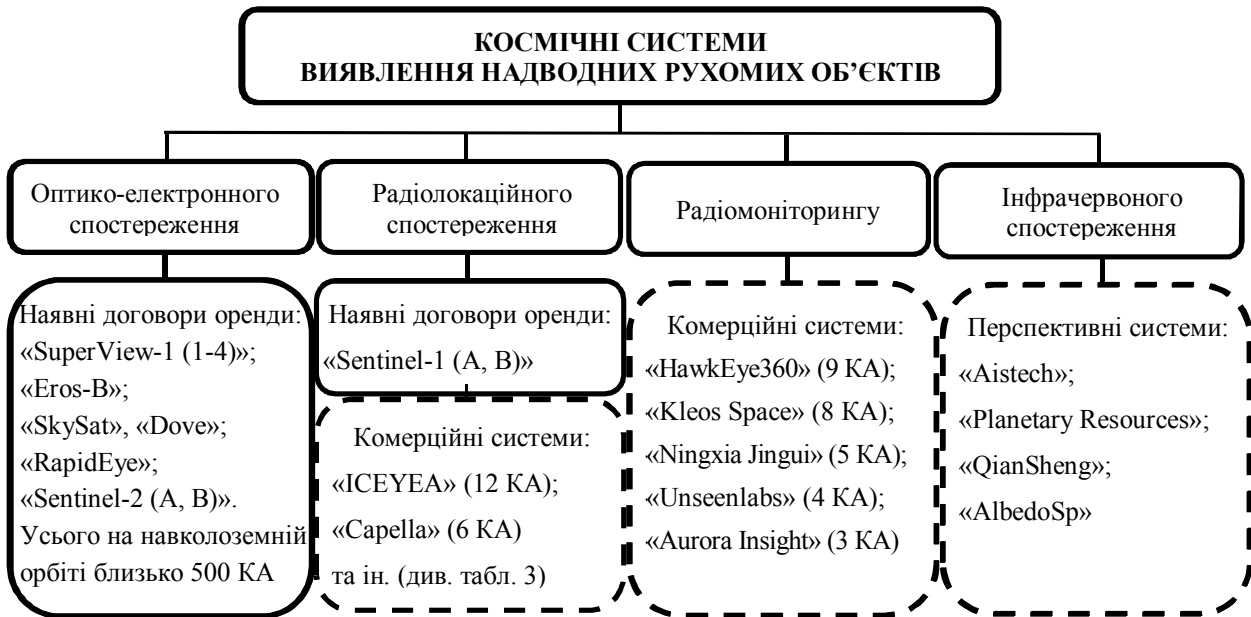 КОСМІЧНІ СИСТЕМИ
ВИЯВЛЕННЯ НАДВОДНИХ РУХОМИХ ОБ’ЄКТІВ
Оптико-електронного
спостереження
Радіолокаційного
спостереження
Радіомоніторингу
Інфрачервоного
спостереження
Наявні договори оренди:
«SuperView-1 (1-4)»;
«Eros-B»;
«SkySat», «Dove»;
«RapidEye»;
«Sentinel-2 (A, B)».
Усього на навколоземній
орбіті близько 500 КА
Наявні договори оренди:
«Sentinel-1 (A, B)»
Комерційні системи:
«ICEYEA» (12 КА);
«Capella» (6 КА)
та ін. (див. табл. 3)
Комерційні системи:
«HawkEye360» (9 КА);
«Kleos Space» (8 КА);
«Ningxia Jingui» (5 КА);
«Unseenlabs» (4 КА);
«Aurora Insight» (3 КА)
Перспективні системи:
«Aistech»;
«Planetary Resources»;
«QianSheng»;
«AlbedoSp»